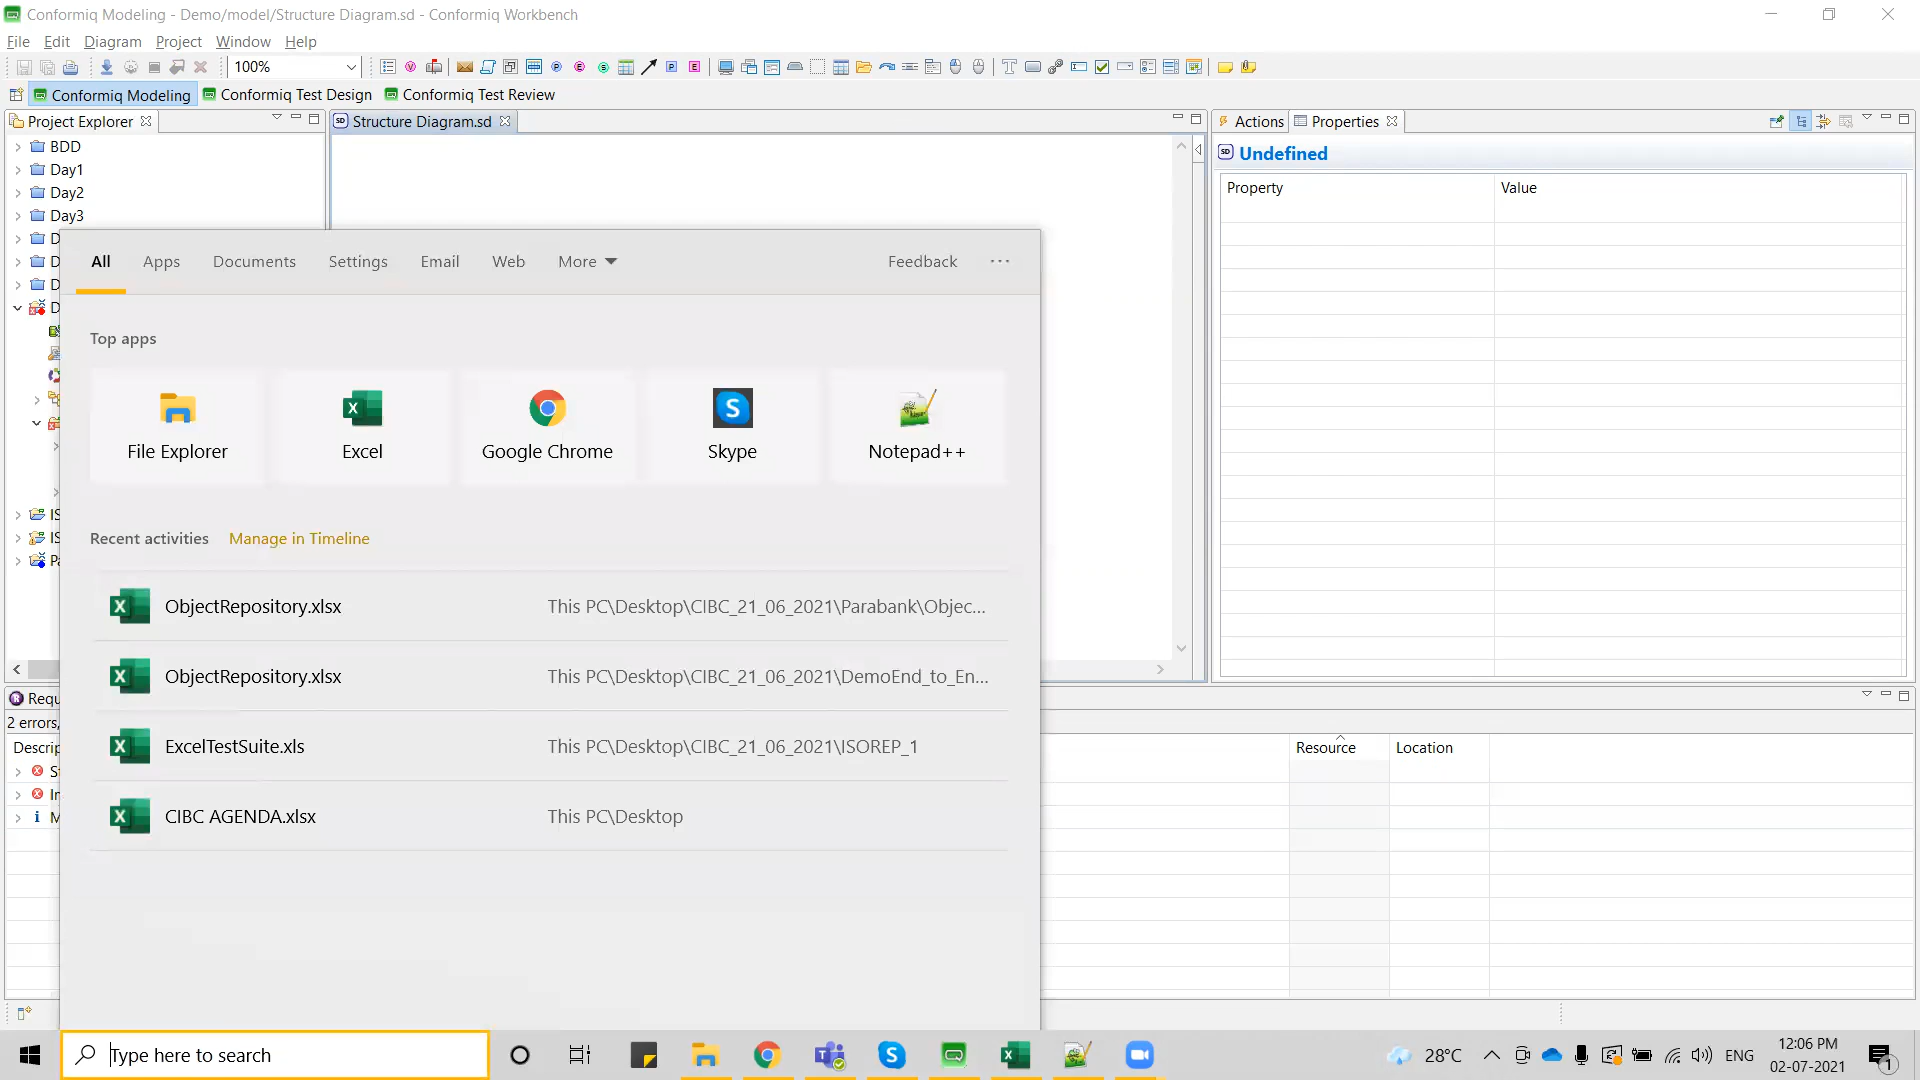 Conformiq Modeling - Demo/model/Structure Diagram.sd - Conformiq Workbench
File Edit Diagram Project Window Help
100%
Conformiq Modeling Conformiq Test Design Conformiq Test Review
Project Explorer
Structure Diagram.sd
Actions Properties
BDD
Day1
Day2
Day3
Undefined
Property Value
All Apps Documents Settings Email Web More Feedback
Top apps
File Explorer Excel Google Chrome Skype Notepad++
Recent activities Manage in Timeline
ObjectRepository.xlsx This PC\Desktop\CIBC_21_06_2021\Parabank\Objec...
ObjectRepository.xlsx This PC\Desktop\CIBC_21_06_2021\DemoEnd_to_En...
ExcelTestSuite.xls This PC\Desktop\CIBC_21_06_2021\ISOREP_1
CIBC AGENDA.xlsx This PC\Desktop
2 errors,
Resource Location
Type here to search
28°C ENG
12:06 PM
02-07-2021
1